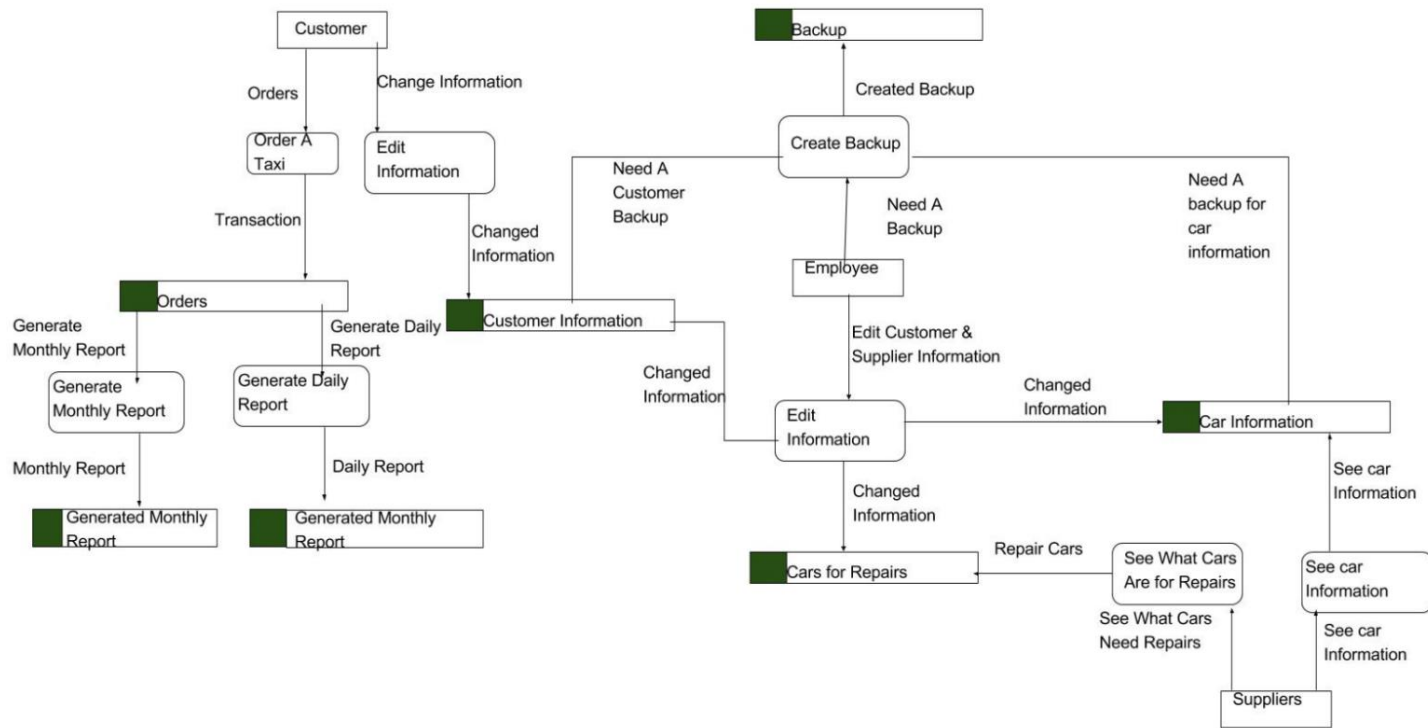 Customer
Backup
Orders
Change Information
Created Backup
Order A
Taxi
Edit
Information
Create Backup
Need A
Customer
Backup
Need A
Backup
Need A
backup for
car
information
Transaction
Changed
Information
Employee
Orders
Customer Information
Generate
Monthly Report
Generate Daily
Report
Edit Customer &
Supplier Information
Changed
Information
Changed
Information
Generate
Monthly Report
Generate Daily
Report
Edit
Information
Car Information
Monthly Report
Daily Report
Changed
Information
See car
Information
Generated Monthly
Report
Generated Monthly
Report
Cars for Repairs
Repair Cars
See What Cars
Are for Repairs
See car
Information
See What Cars
Need Repairs
See car
Information
Suppliers